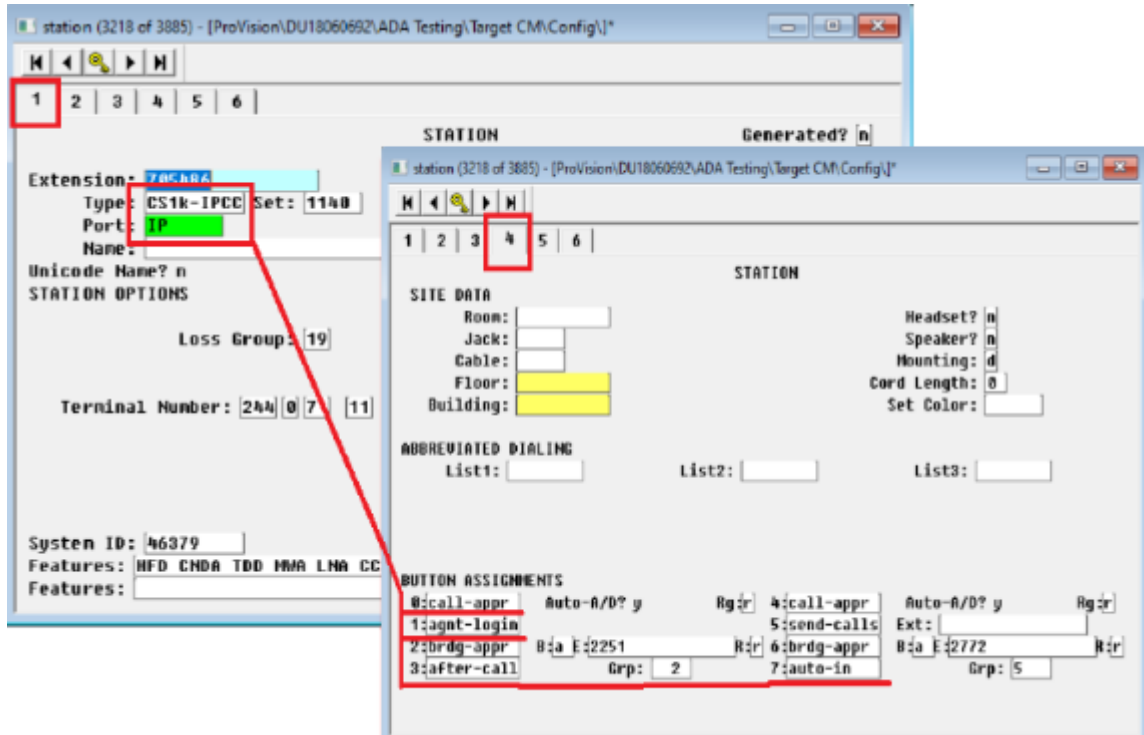 station (3218 of 3885) - [ProVision\DU18060692\ADA Testing\Target CM\Config\]*
1 2 3 4 5 6
STATION Generated? n
Extension: 705486
Type: CS1k-IPCC Set: 1140
Port: IP
Name:
Unicode Name? n
STATION OPTIONS
Loss Group: 19
Terminal Number: 244 0 7 11
System ID: 46379
Features: HFD CNDA TDD MWA LNA CC
Features:
station (3218 of 3885) - [ProVision\DU18060692\ADA Testing\Target CM\Config\]*
1 2 3 4 5 6
STATION
SITE DATA
Room: Headset? n
Jack: Speaker? n
Cable: Mounting: d
Floor: Cord Length: 0
Building: Set Color:
ABBREVIATED DIALING
List1: List2: List3:
BUTTON ASSIGNMENTS
0:call-appr Auto-A/D? y Rg:r 4:call-appr Auto-A/D? y Rg:r
1:agnt-login 5:send-calls Ext:
2:brdg-appr B:a E:2251 R:r 6:brdg-appr B:a E:2772 R:r
3:after-call Grp: 2 7:auto-in Grp: 5